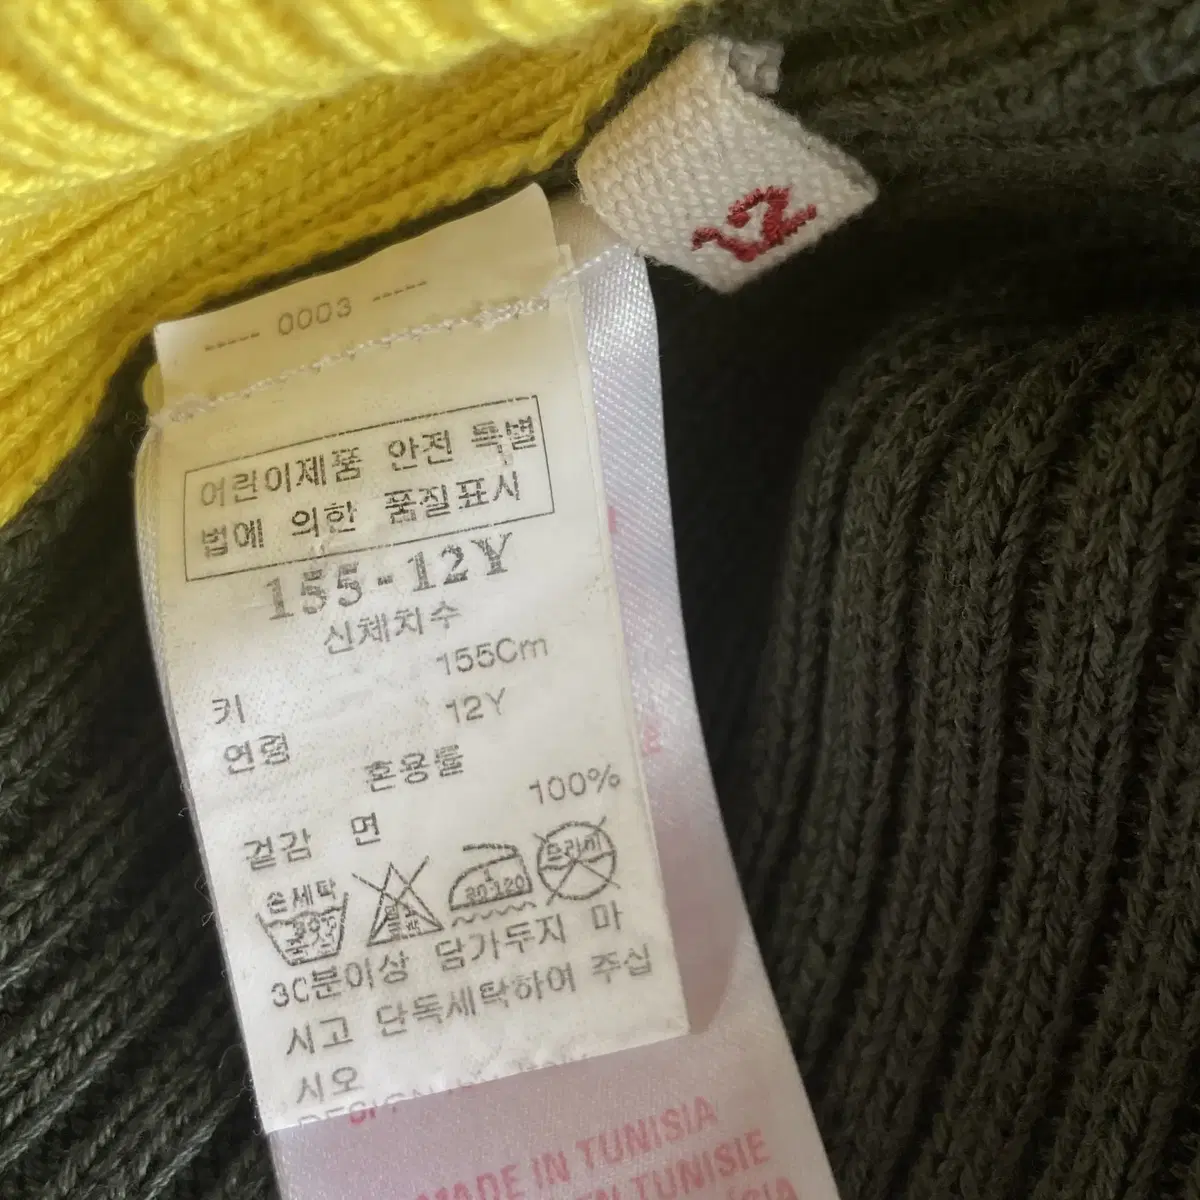 12
----- 0003 -----
어린이제품 안전 특별
법에 의한 품질표시
155-12Y
신체치수
키 155Cm
연령 12Y
혼용률
겉감 면 100%
손세탁
드라이
30분이상 담가두지 마
시고 단독세탁하여 주십
시오
MADE IN TUNISIA
EN TUNISIE